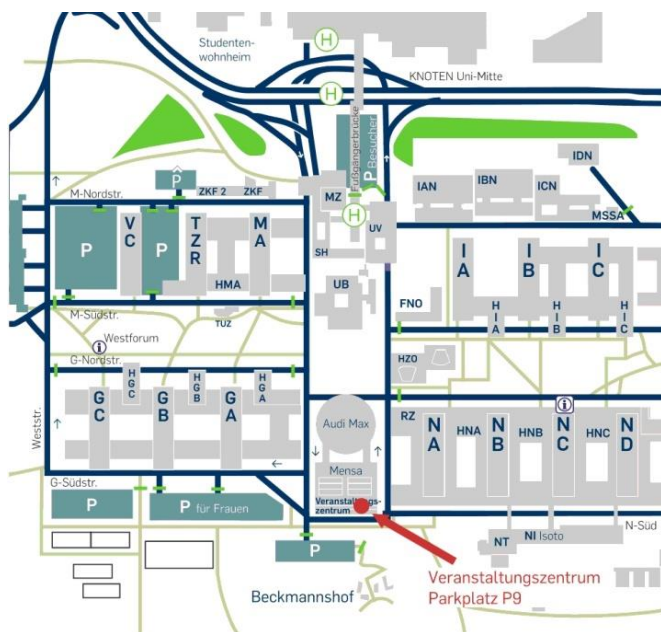 Studenten-
wohnheim
H
H
KNOTEN Uni-Mitte
Fußgängerbrücke
P Besucher
IDN
P
ZKF 2
ZKF
MZ
IAN
IBN
ICN
M-Nordstr.
MSSA
H
UV
P
VC
P
TZR
MA
SH
IA
IB
IC
HMA
UB
FNO
HIA
HIB
HIC
M-Südstr.
TUZ
i
Westforum
G-Nordstr.
HZO
HGC
HGB
HGA
i
GC
GB
GA
Audi Max
RZ
NA
HNA
NB
HNB
NC
HNC
ND
Weststr.
Mensa
G-Südstr.
P
P für Frauen
Veranstaltungs-
zentrum
N-Süd
P
NT
NI Isoto
Veranstaltungszentrum
Parkplatz P9
Beckmannshof